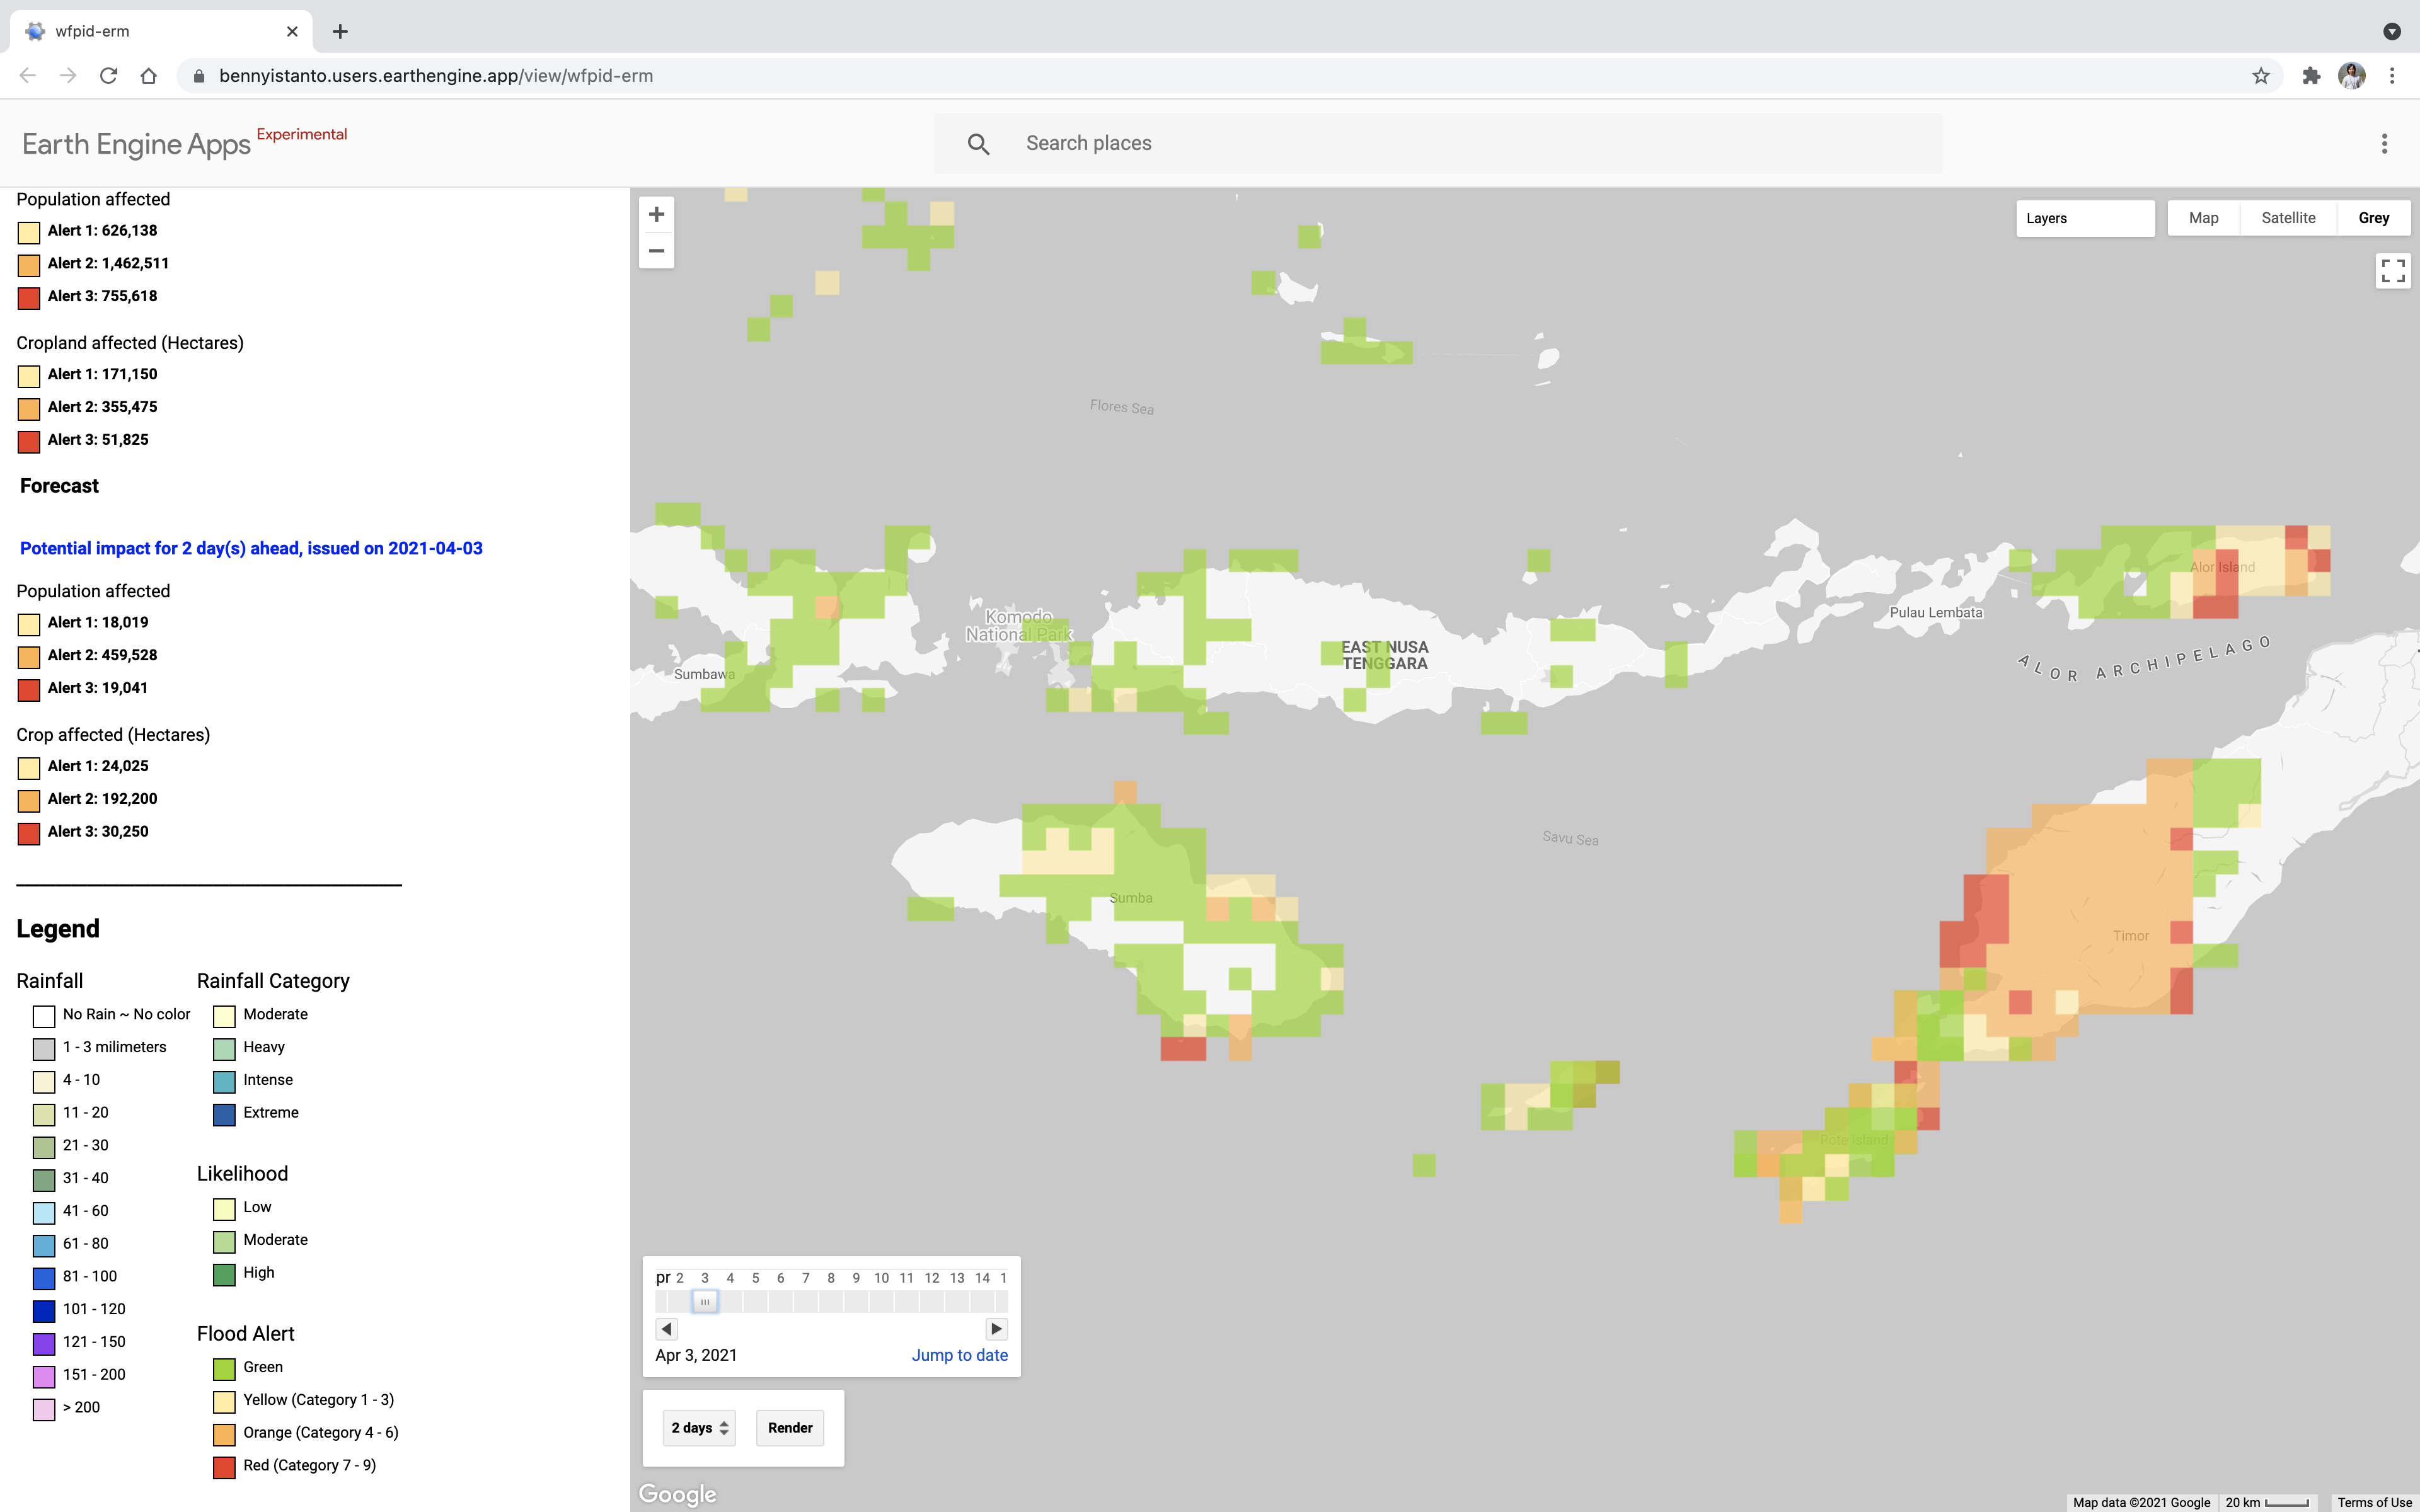 wfpid-erm
bennyistanto.users.earthengine.app/view/wfpid-erm
Earth Engine Apps Experimental
Search places
Population affected
Alert 1: 626,138
Alert 2: 1,462,511
Alert 3: 755,618
Cropland affected (Hectares)
Alert 1: 171,150
Alert 2: 355,475
Alert 3: 51,825
Forecast
Potential impact for 2 day(s) ahead, issued on 2021-04-03
Population affected
Alert 1: 18,019
Alert 2: 459,528
Alert 3: 19,041
Crop affected (Hectares)
Alert 1: 24,025
Alert 2: 192,200
Alert 3: 30,250
Legend
Rainfall
No Rain ~ No color
1 - 3 milimeters
4 - 10
11 - 20
21 - 30
31 - 40
41 - 60
61 - 80
81 - 100
101 - 120
121 - 150
151 - 200
> 200
Rainfall Category
Moderate
Heavy
Intense
Extreme
Likelihood
Low
Moderate
High
Flood Alert
Green
Yellow (Category 1 - 3)
Orange (Category 4 - 6)
Red (Category 7 - 9)
+
−
Layers
Map Satellite Grey
Flores Sea
Alor Island
Komodo
National Park
Pulau Lembata
EAST NUSA
TENGGARA
Sumbawa
ALOR ARCHIPELAGO
Savu Sea
Sumba
Timor
Rote Island
pr 2 3 4 5 6 7 8 9 10 11 12 13 14 1
Apr 3, 2021 Jump to date
2 days Render
Google
Map data ©2021 Google 20 km Terms of Use